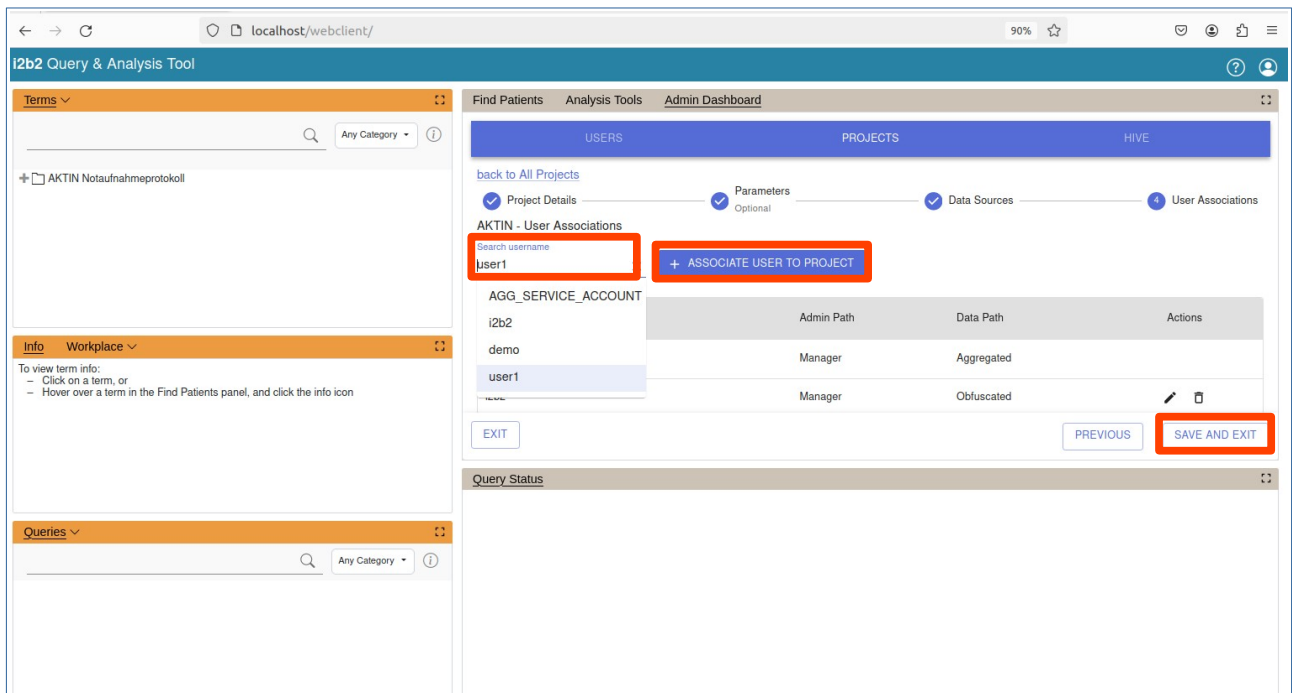 localhost/webclient/
90%
i2b2 Query & Analysis Tool
Terms
Any Category
AKTIN Notaufnahmeprotokoll
Info Workplace
To view term info:
– Click on a term, or
– Hover over a term in the Find Patients panel, and click the info icon
Queries
Any Category
Find Patients Analysis Tools Admin Dashboard
USERS PROJECTS HIVE
back to All Projects
Project Details Parameters Optional Data Sources 4 User Associations
AKTIN - User Associations
Search username
user1
+ ASSOCIATE USER TO PROJECT
AGG_SERVICE_ACCOUNT
i2b2
demo
user1
Admin Path Data Path Actions
Manager Aggregated
Manager Obfuscated
EXIT PREVIOUS SAVE AND EXIT
Query Status